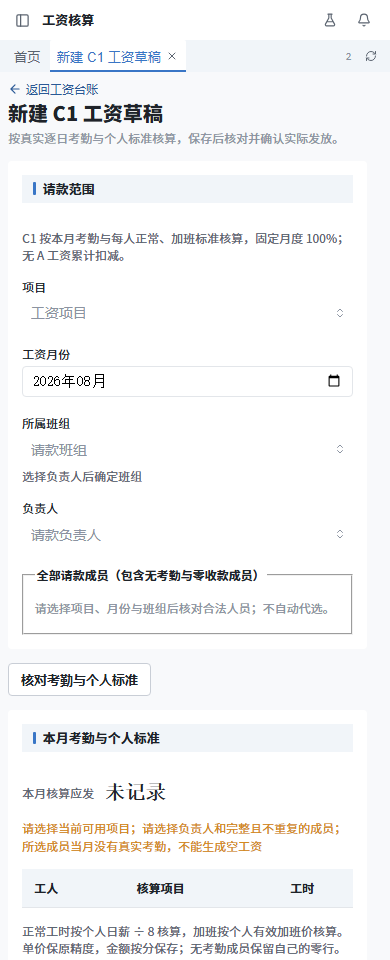 工资核算
首页
新建 C1 工资草稿
2
返回工资台账
新建 C1 工资草稿
按真实逐日考勤与个人标准核算，保存后核对并确认实际发放。
请款范围
C1 按本月考勤与每人正常、加班标准核算，固定月度 100%；
无 A 工资累计扣减。
项目
工资项目
工资月份
2026年08月
所属班组
请款班组
选择负责人后确定班组
负责人
请款负责人
全部请款成员（包含无考勤与零收款成员）
请选择项目、月份与班组后核对合法人员；不自动代选。
核对考勤与个人标准
本月考勤与个人标准
本月核算应发 未记录
请选择当前可用项目；请选择负责人和完整且不重复的成员；
所选成员当月没有真实考勤，不能生成空工资
工人 核算项目 工时
正常工时按个人日薪 ÷ 8 核算，加班按个人有效加班价核算。
单价保原精度，金额按分保存；无考勤成员保留自己的零行。